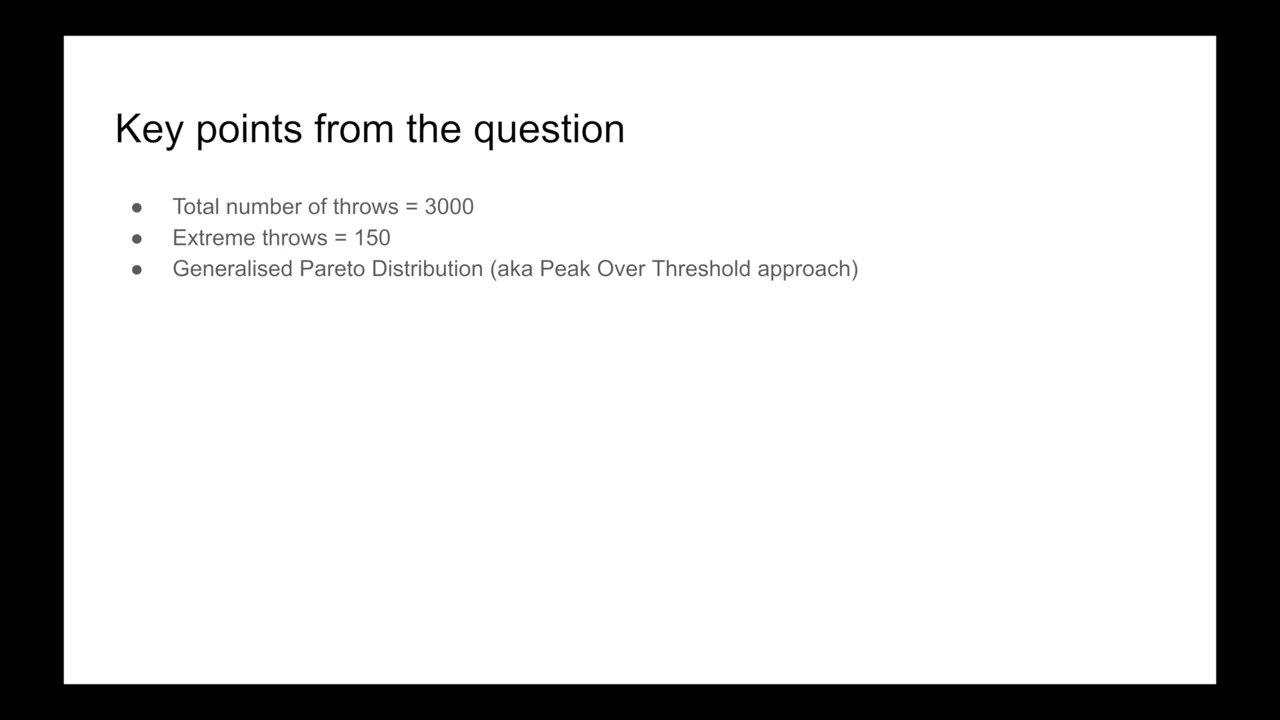 Key points from the question
● Total number of throws = 3000
● Extreme throws = 150
● Generalised Pareto Distribution (aka Peak Over Threshold approach)